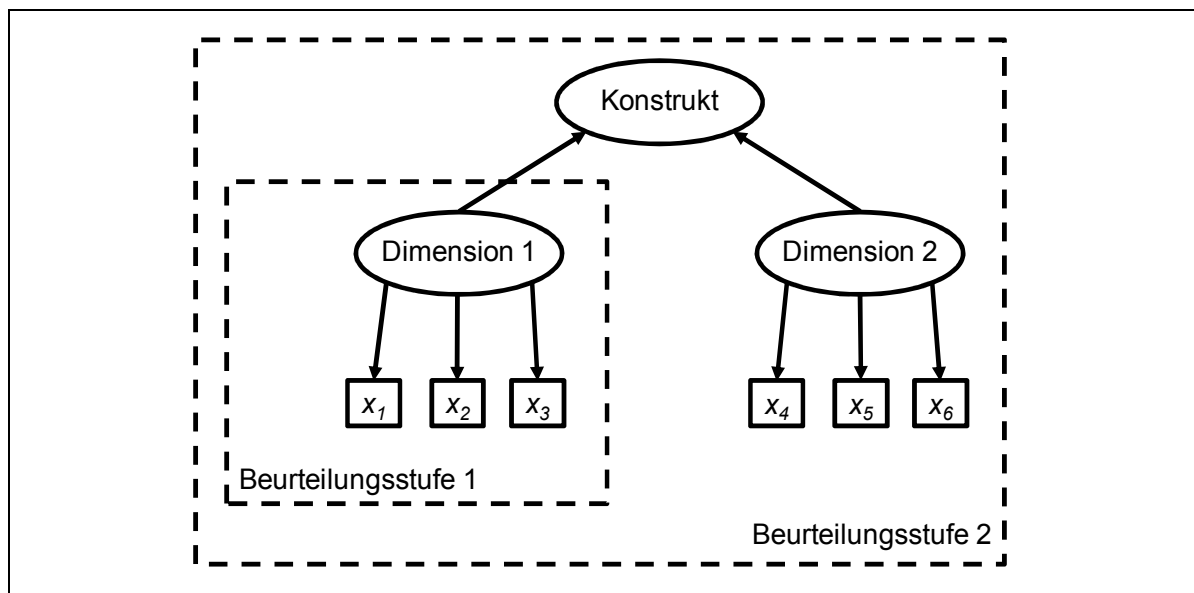 Konstrukt
Dimension 1
Dimension 2
x1
x2
x3
x4
x5
x6
Beurteilungsstufe 1
Beurteilungsstufe 2